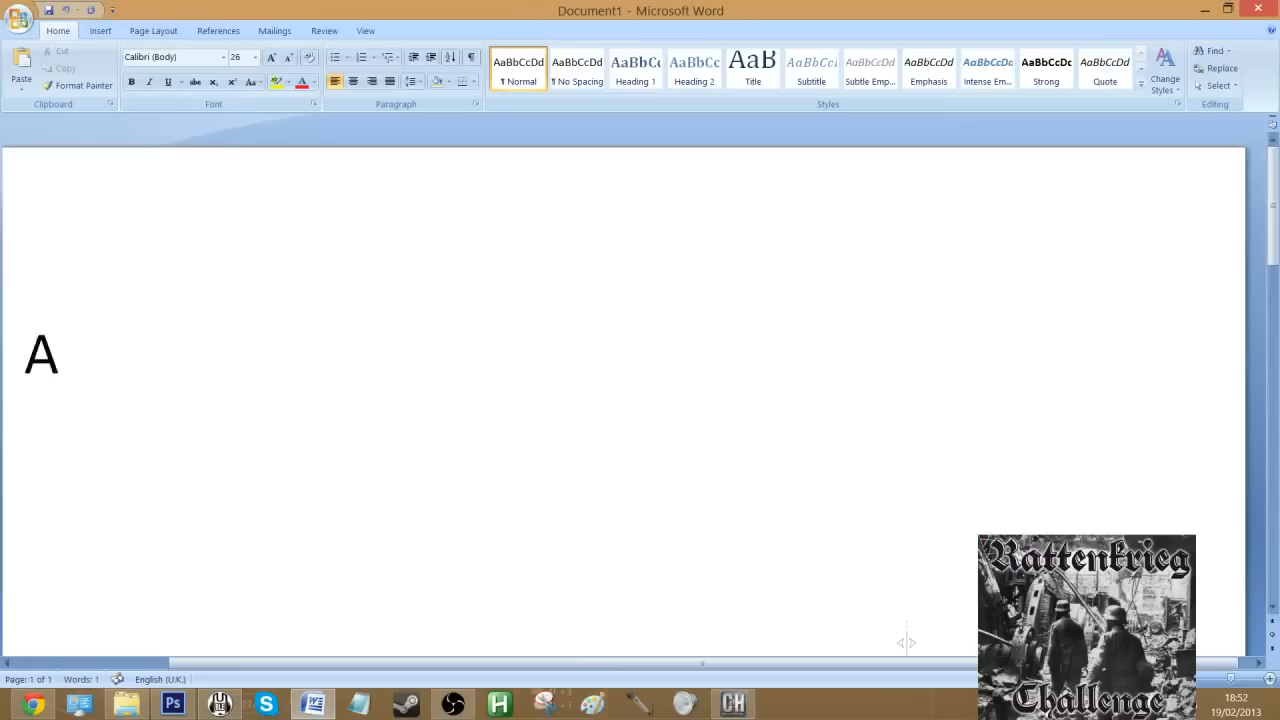 Document1 - Microsoft Word
Home Insert Page Layout References Mailings Review View
Paste
Cut
Copy
Format Painter
Clipboard
Calibri (Body) 26
Font
Paragraph
AaBbCcDd AaBbCcDd AaBbCc AaBbCc AaB AaBbCcI AaBbCcDd AaBbCcDd AaBbCcDd AaBbCcDc AaBbCcDd
¶ Normal ¶ No Spacing Heading 1 Heading 2 Title Subtitle Subtle Emp... Emphasis Intense Em... Strong Quote
Change
Styles
Styles
Find
Replace
Select
Editing
A
Rattenkrieg
Challenge
Page: 1 of 1 Words: 1 English (U.K.)
18:52
19/02/2013